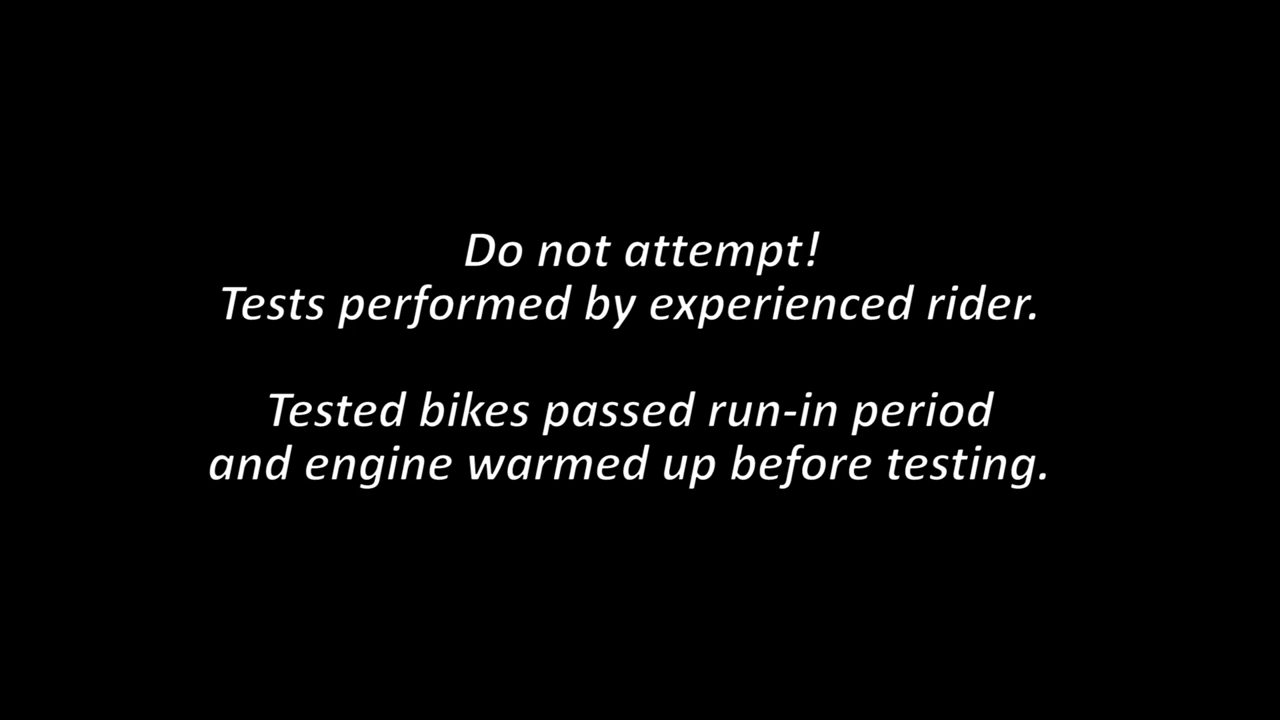 Do not attempt!
Tests performed by experienced rider.
Tested bikes passed run-in period
and engine warmed up before testing.